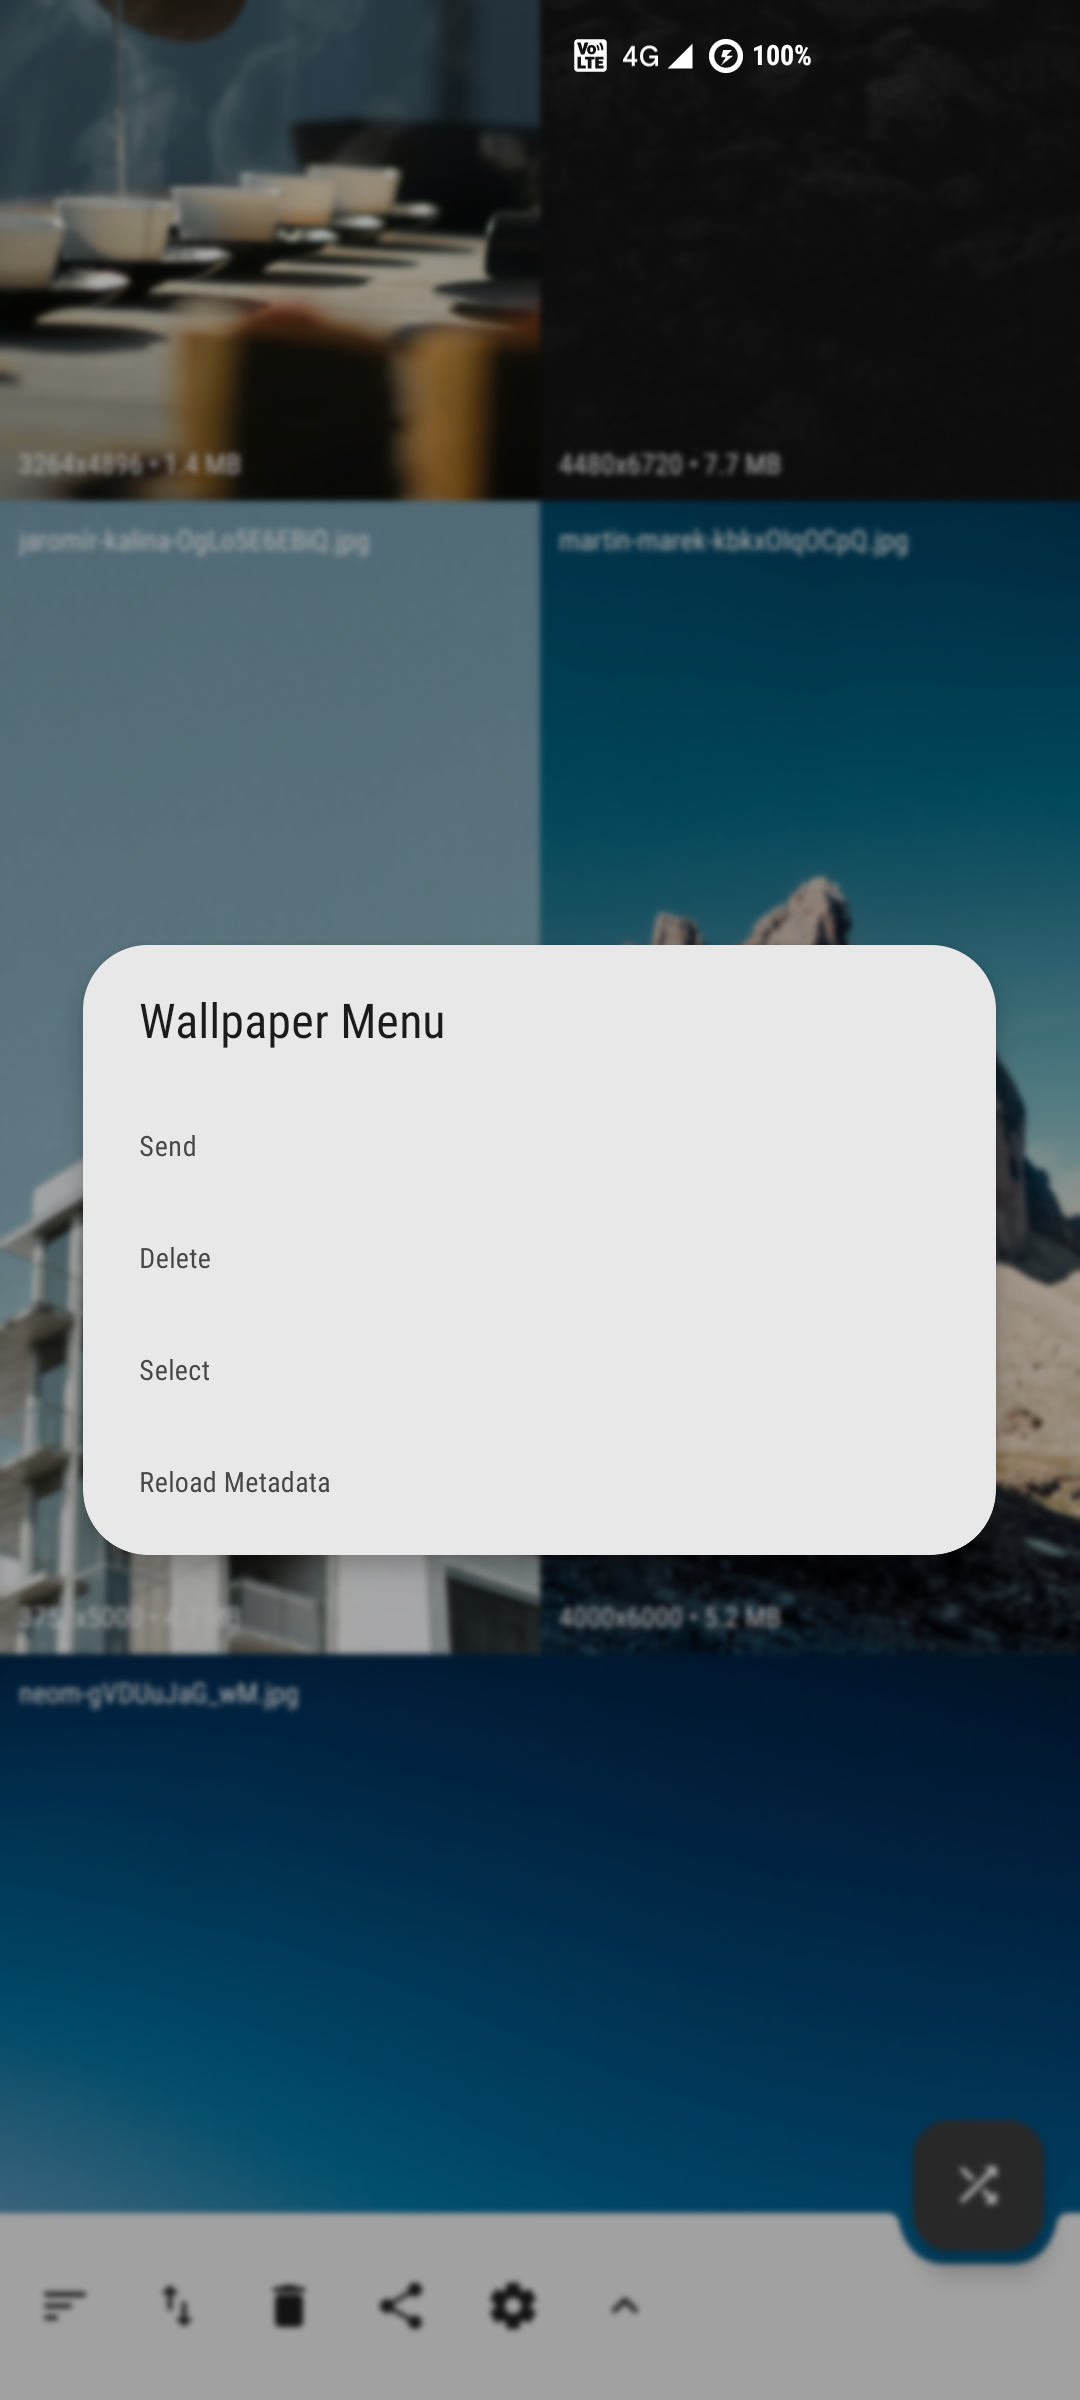 Vo LTE 4G 100%
3264x4896 • 1.4 MB
4480x6720 • 7.7 MB
jaromir-kalina-OgLo5E6EBiQ.jpg
martin-marek-kbkxOlqOCpQ.jpg
Wallpaper Menu
Send
Delete
Select
Reload Metadata
4000x6000 • 5.2 MB
neom-gVDUuJaG_wM.jpg